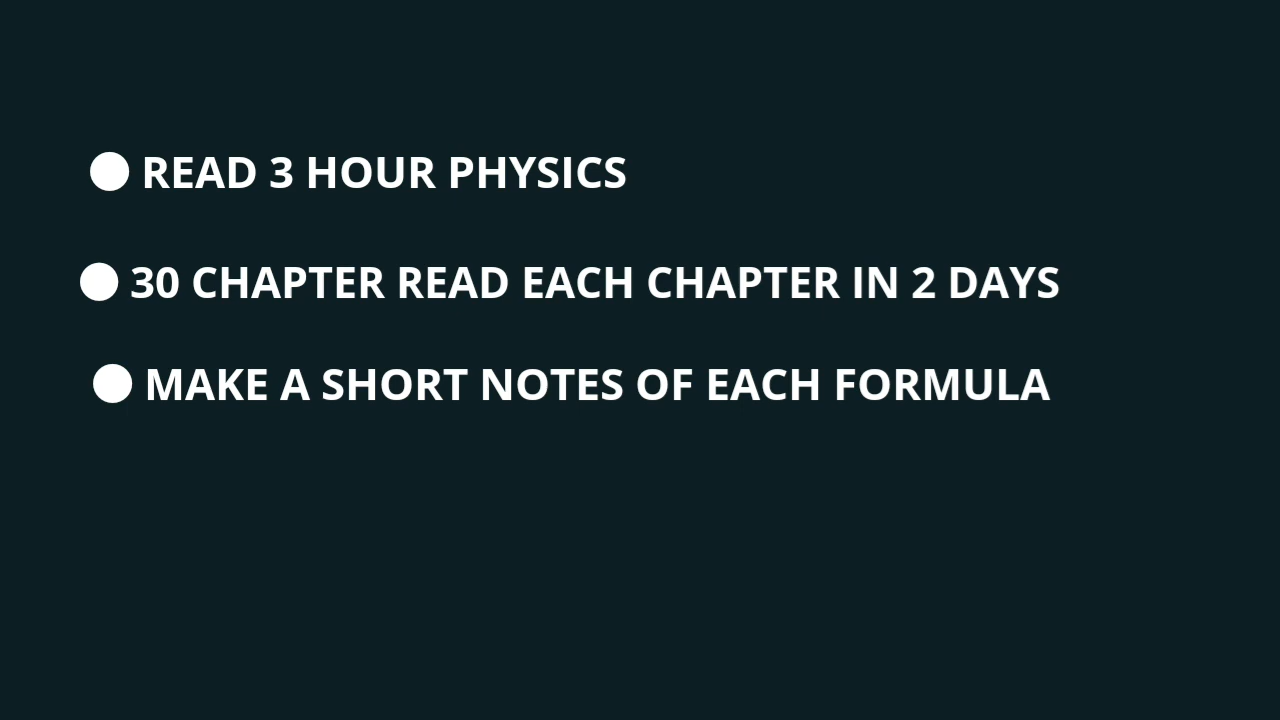 ● READ 3 HOUR PHYSICS
● 30 CHAPTER READ EACH CHAPTER IN 2 DAYS
● MAKE A SHORT NOTES OF EACH FORMULA